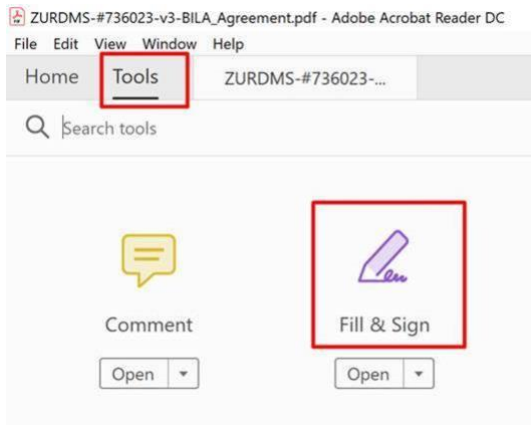 ZURDMS-#736023-v3-BILA_Agreement.pdf - Adobe Acrobat Reader DC
File Edit View Window Help
Home Tools ZURDMS-#736023-...
Search tools
Comment Fill & Sign
Open Open